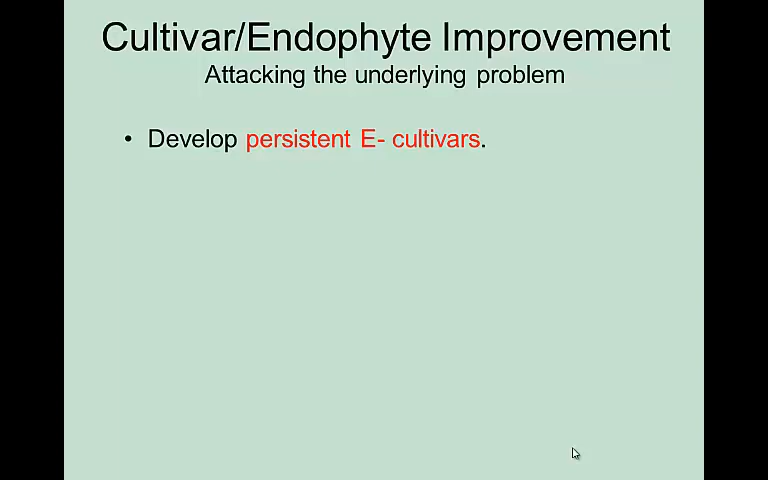 Cultivar/Endophyte Improvement
Attacking the underlying problem
• Develop persistent E- cultivars.